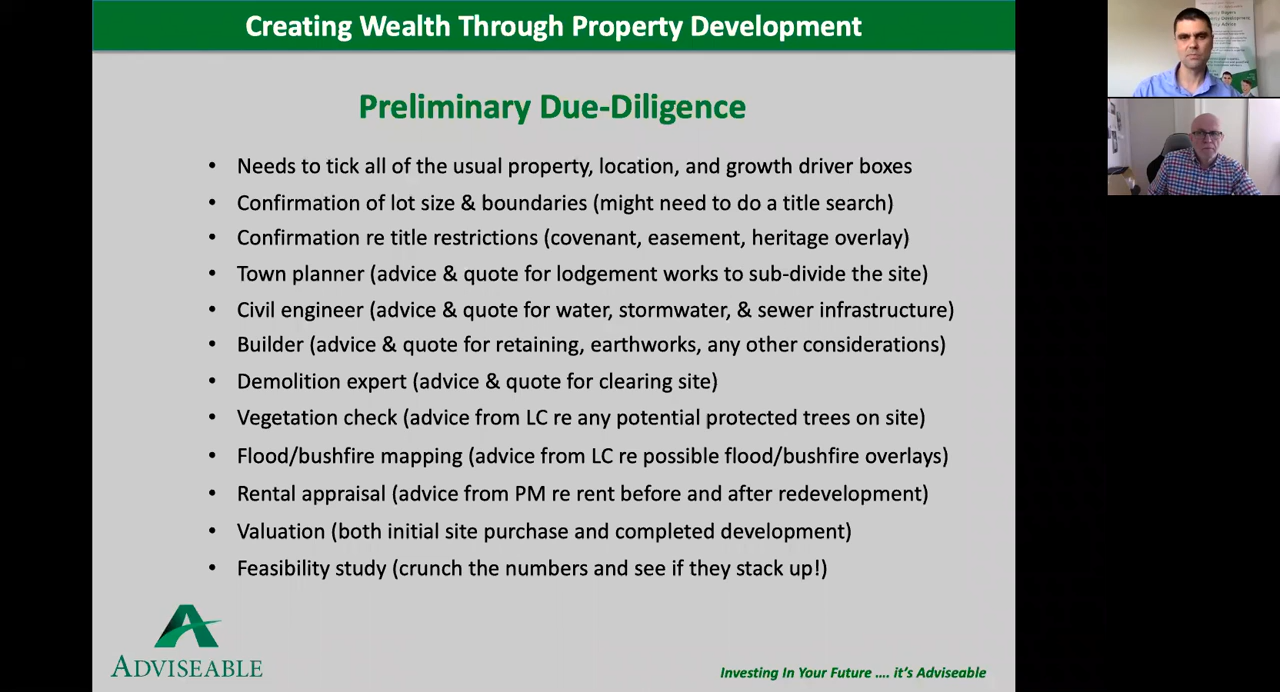 Creating Wealth Through Property Development
Preliminary Due-Diligence
• Needs to tick all of the usual property, location, and growth driver boxes
• Confirmation of lot size & boundaries (might need to do a title search)
• Confirmation re title restrictions (covenant, easement, heritage overlay)
• Town planner (advice & quote for lodgement works to sub-divide the site)
• Civil engineer (advice & quote for water, stormwater, & sewer infrastructure)
• Builder (advice & quote for retaining, earthworks, any other considerations)
• Demolition expert (advice & quote for clearing site)
• Vegetation check (advice from LC re any potential protected trees on site)
• Flood/bushfire mapping (advice from LC re possible flood/bushfire overlays)
• Rental appraisal (advice from PM re rent before and after redevelopment)
• Valuation (both initial site purchase and completed development)
• Feasibility study (crunch the numbers and see if they stack up!)
ADVISEABLE
Investing In Your Future .... it's Adviseable